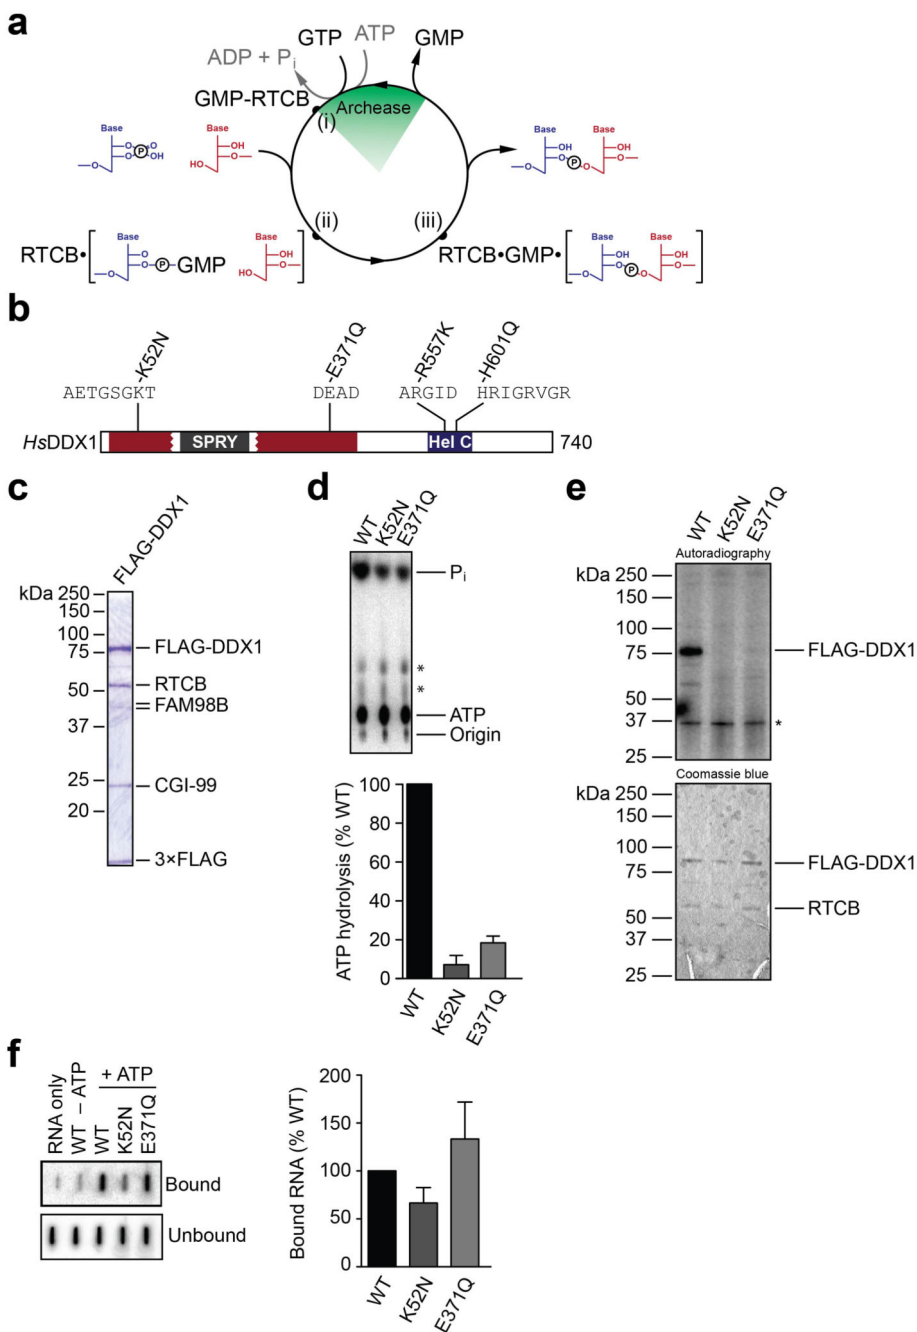 a
GTP ATP GMP
ADP + Pi
GMP-RTCB Archease
(i)
Base Base Base Base
O O P OH OH HO O O OH O P O OH O
(ii) (iii)
Base Base Base Base
RTCB• O O O P GMP OH HO O RTCB•GMP• OH O O P O OH O
b
K52N E371Q R557K H601Q
AETGSGKT DEAD ARGID HRIGRVGR
HsDDX1 SPRY Hel C 740
c
FLAG-DDX1
kDa 250
150
100
75
50
37
25
20
FLAG-DDX1
RTCB
FAM98B
CGI-99
3×FLAG
d
WT K52N E371Q
Pi
*
*
ATP
Origin
ATP hydrolysis (% WT)
100
80
60
40
20
0
WT K52N E371Q
e
WT K52N E371Q
Autoradiography
kDa 250
150
100
75
50
37
25
FLAG-DDX1
*
Coomassie blue
kDa 250
150
100
75
50
37
25
FLAG-DDX1
RTCB
f
+ ATP
RNA only WT – ATP WT K52N E371Q
Bound
Unbound
Bound RNA (% WT)
200
150
100
50
0
WT K52N E371Q